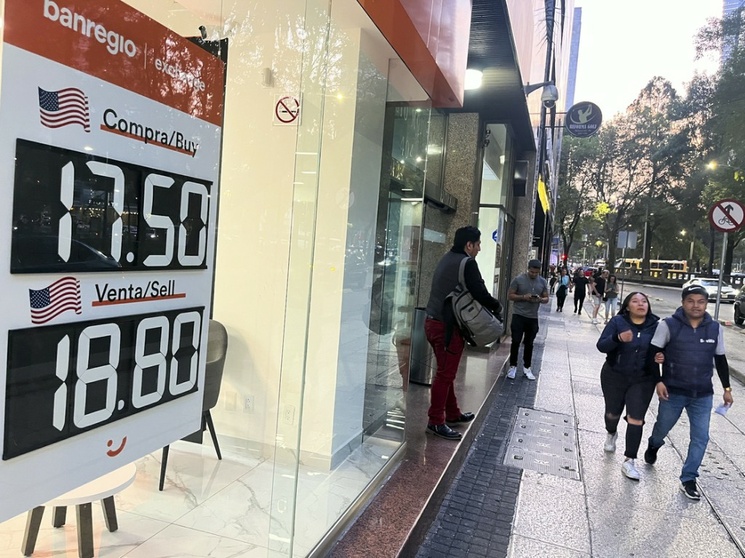 banregio | exchange
Compra/Buy
17.50
Venta/Sell
18.80